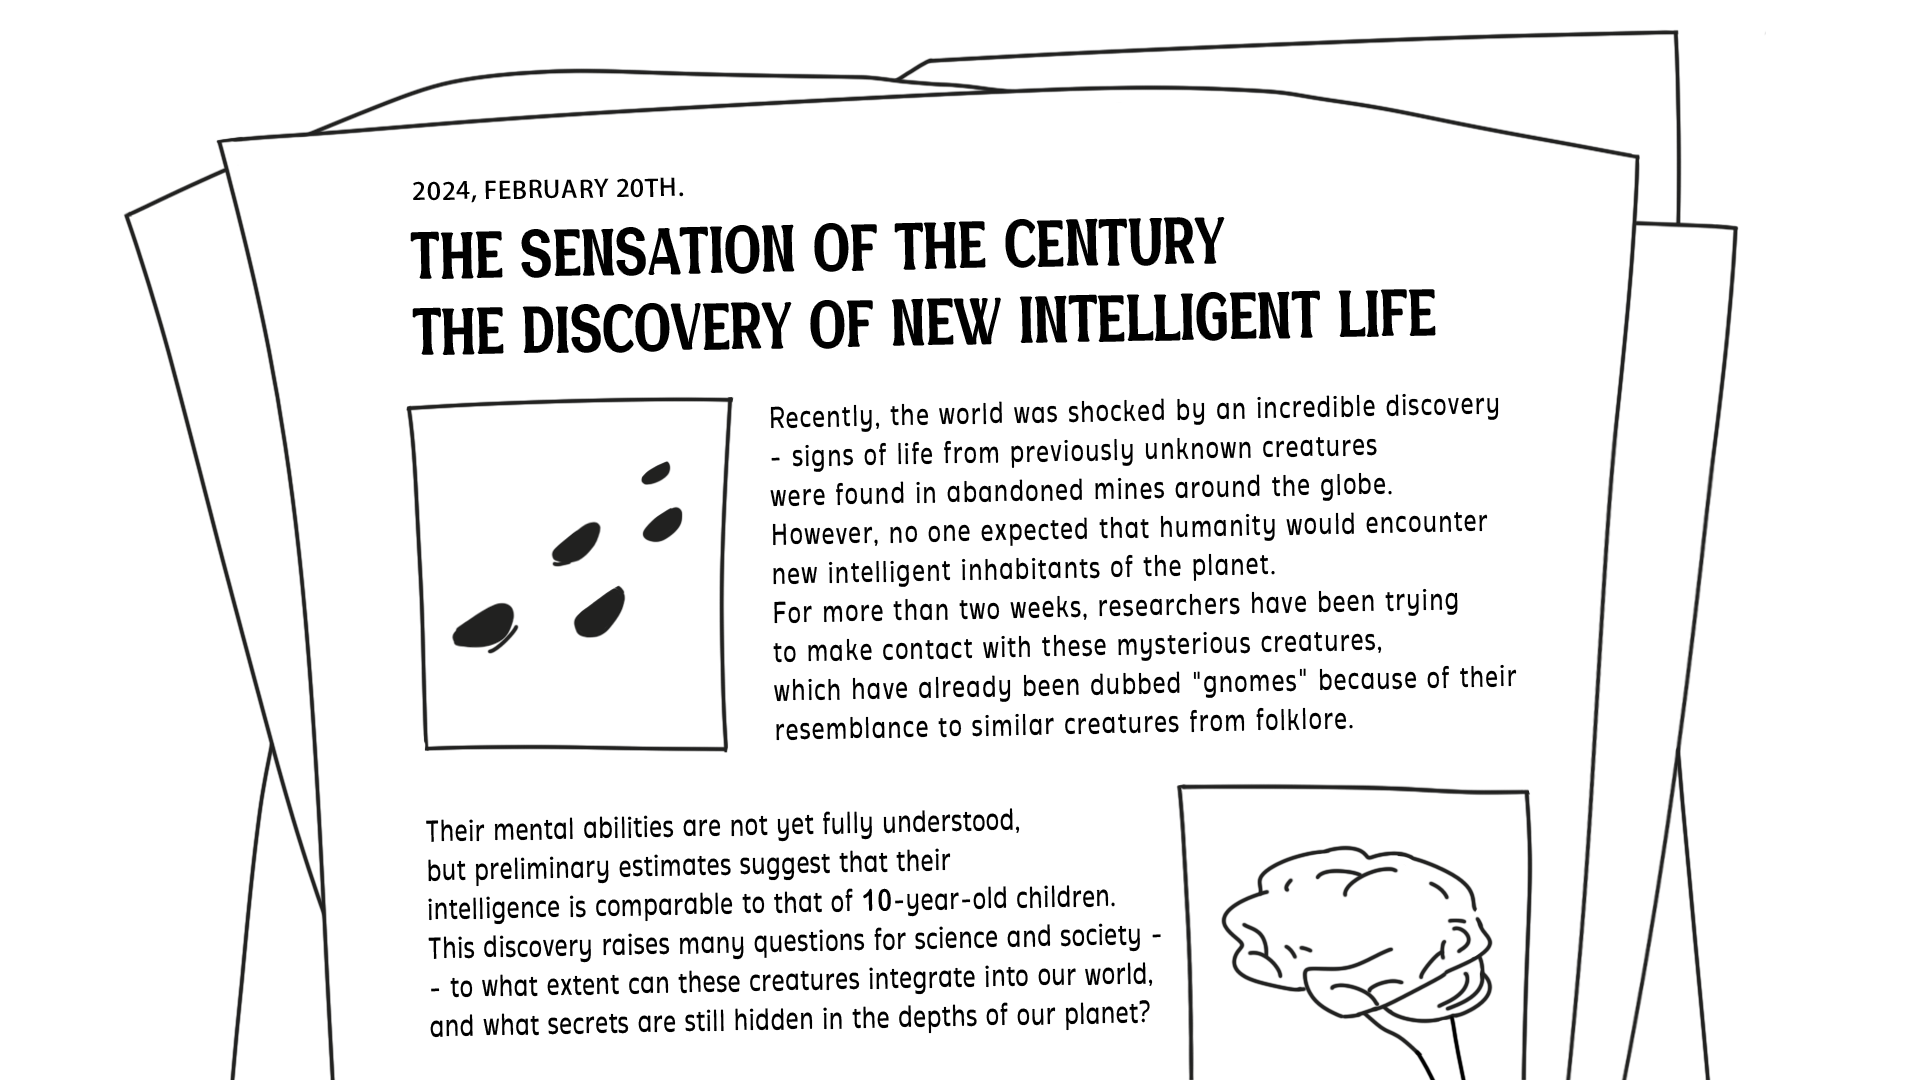 2024, FEBRUARY 20TH.
THE SENSATION OF THE CENTURY
THE DISCOVERY OF NEW INTELLIGENT LIFE
Recently, the world was shocked by an incredible discovery
- signs of life from previously unknown creatures
were found in abandoned mines around the globe.
However, no one expected that humanity would encounter
new intelligent inhabitants of the planet.
For more than two weeks, researchers have been trying
to make contact with these mysterious creatures,
which have already been dubbed "gnomes" because of their
resemblance to similar creatures from folklore.
Their mental abilities are not yet fully understood,
but preliminary estimates suggest that their
intelligence is comparable to that of 10-year-old children.
This discovery raises many questions for science and society -
- to what extent can these creatures integrate into our world,
and what secrets are still hidden in the depths of our planet?